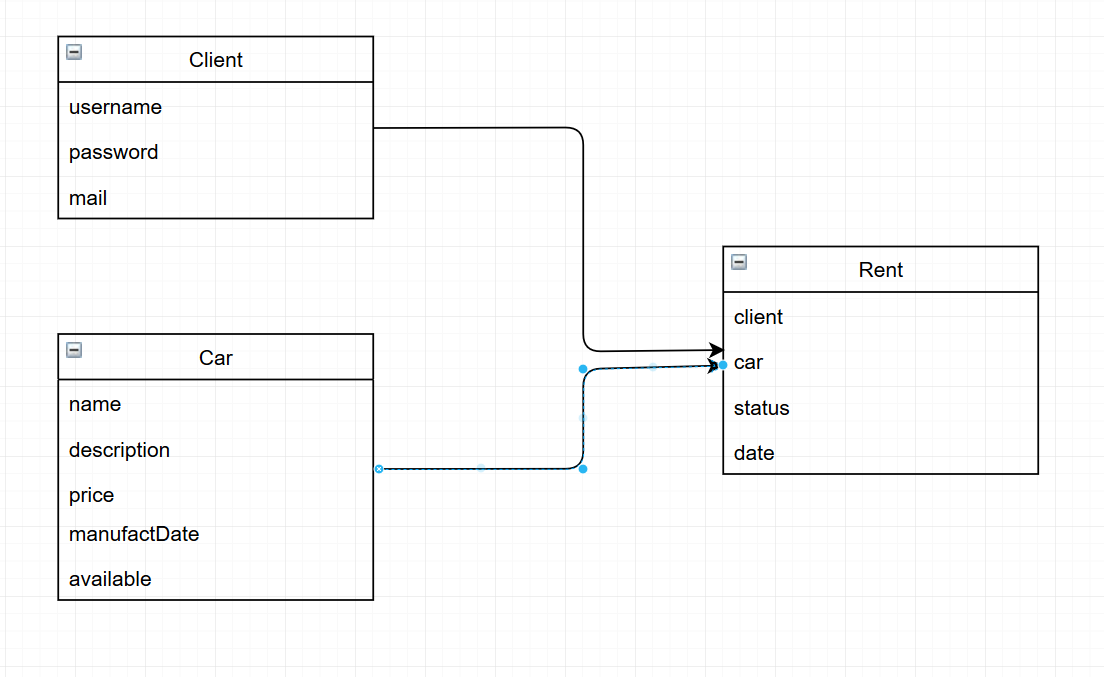 Client
username
password
mail
Car
name
description
price
manufactDate
available
Rent
client
car
status
date